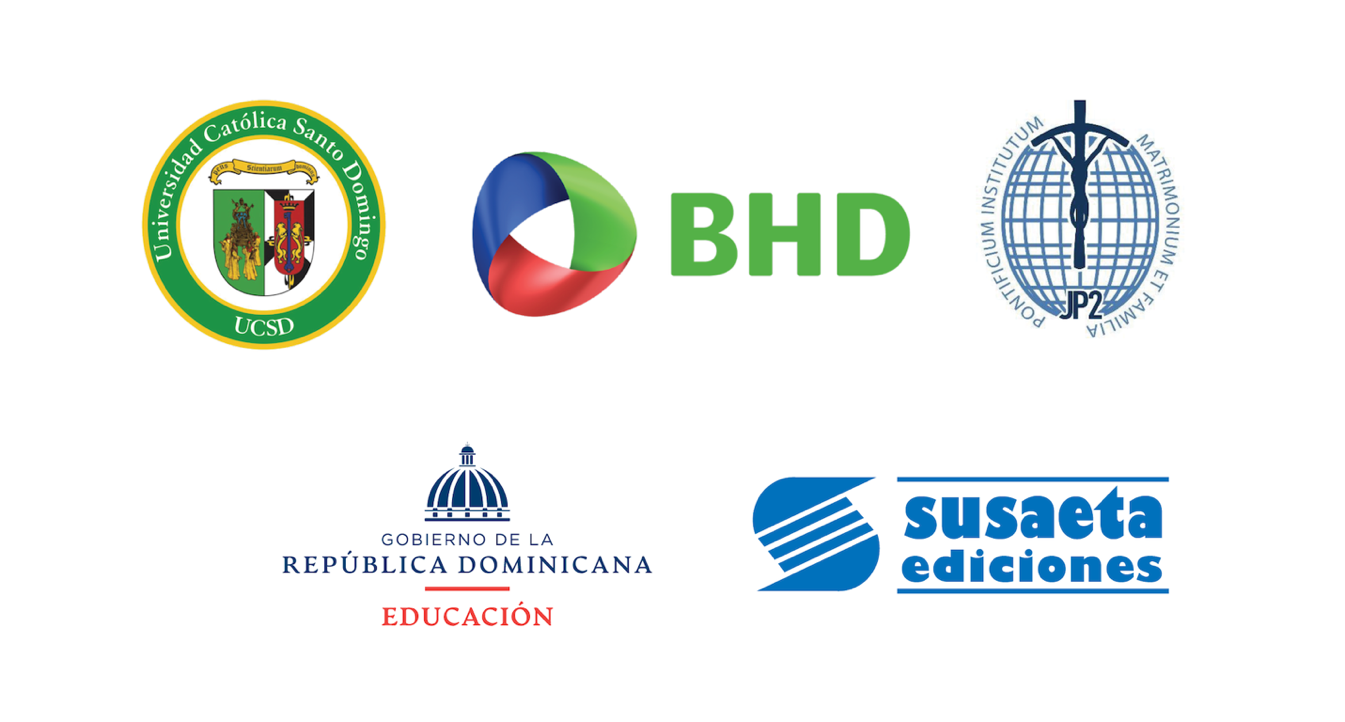 Universidad Católica Santo Domingo
Scientiarum
UCSD
BHD
PONTIFICIUM INSTITUTUM
MATRIMONIUM ET FAMILIA
JP2
GOBIERNO DE LA
REPÚBLICA DOMINICANA
EDUCACIÓN
susaeta
ediciones